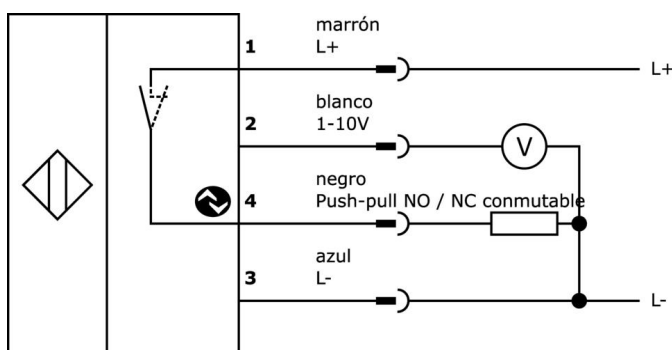 marrón
1 L+
L+
blanco
2 1-10V
V
negro
4 Push-pull NO / NC conmutable
azul
3 L-
L-